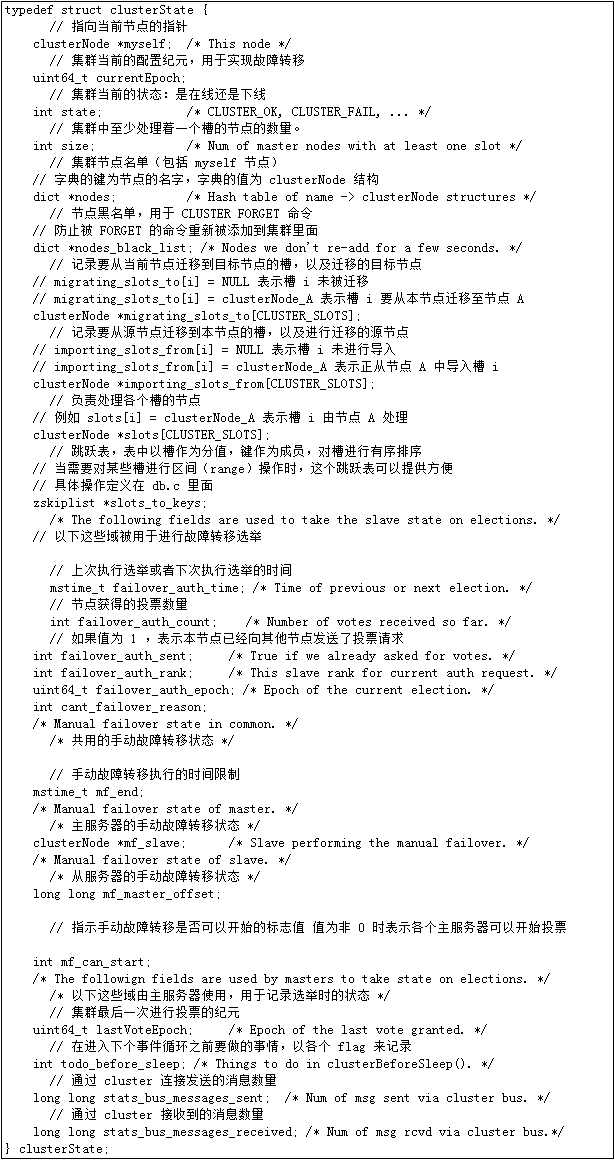 typedef struct clusterState {
// 指向当前节点的指针
clusterNode *myself; /* This node */
// 集群当前的配置纪元，用于实现故障转移
uint64_t currentEpoch;
// 集群当前的状态：是在线还是下线
int state; /* CLUSTER_OK, CLUSTER_FAIL, ... */
// 集群中至少处理着一个槽的节点的数量。
int size; /* Num of master nodes with at least one slot */
// 集群节点名单（包括 myself 节点）
// 字典的键为节点的名字，字典的值为 clusterNode 结构
dict *nodes; /* Hash table of name -> clusterNode structures */
// 节点黑名单，用于 CLUSTER FORGET 命令
// 防止被 FORGET 的命令重新被添加到集群里面
dict *nodes_black_list; /* Nodes we don't re-add for a few seconds. */
// 记录要从当前节点迁移到目标节点的槽，以及迁移的目标节点
// migrating_slots_to[i] = NULL 表示槽 i 未被迁移
// migrating_slots_to[i] = clusterNode_A 表示槽 i 要从本节点迁移至节点 A
clusterNode *migrating_slots_to[CLUSTER_SLOTS];
// 记录要从源节点迁移到本节点的槽，以及进行迁移的源节点
// importing_slots_from[i] = NULL 表示槽 i 未进行导入
// importing_slots_from[i] = clusterNode_A 表示正从节点 A 中导入槽 i
clusterNode *importing_slots_from[CLUSTER_SLOTS];
// 负责处理各个槽的节点
// 例如 slots[i] = clusterNode_A 表示槽 i 由节点 A 处理
clusterNode *slots[CLUSTER_SLOTS];
// 跳跃表，表中以槽作为分值，键作为成员，对槽进行有序排序
// 当需要对某些槽进行区间（range）操作时，这个跳跃表可以提供方便
// 具体操作定义在 db.c 里面
zskiplist *slots_to_keys;
/* The following fields are used to take the slave state on elections. */
// 以下这些域被用于进行故障转移选举
// 上次执行选举或者下次执行选举的时间
mstime_t failover_auth_time; /* Time of previous or next election. */
// 节点获得的投票数量
int failover_auth_count; /* Number of votes received so far. */
// 如果值为 1 ，表示本节点已经向其他节点发送了投票请求
int failover_auth_sent; /* True if we already asked for votes. */
int failover_auth_rank; /* This slave rank for current auth request. */
uint64_t failover_auth_epoch; /* Epoch of the current election. */
int cant_failover_reason;
/* Manual failover state in common. */
/* 共用的手动故障转移状态 */
// 手动故障转移执行的时间限制
mstime_t mf_end;
/* Manual failover state of master. */
/* 主服务器的手动故障转移状态 */
clusterNode *mf_slave; /* Slave performing the manual failover. */
/* Manual failover state of slave. */
/* 从服务器的手动故障转移状态 */
long long mf_master_offset;
// 指示手动故障转移是否可以开始的标志值 值为非 0 时表示各个主服务器可以开始投票
int mf_can_start;
/* The followign fields are used by masters to take state on elections. */
/* 以下这些域由主服务器使用，用于记录选举时的状态 */
// 集群最后一次进行投票的纪元
uint64_t lastVoteEpoch; /* Epoch of the last vote granted. */
// 在进入下个事件循环之前要做的事情，以各个 flag 来记录
int todo_before_sleep; /* Things to do in clusterBeforeSleep(). */
// 通过 cluster 连接发送的消息数量
long long stats_bus_messages_sent; /* Num of msg sent via cluster bus. */
// 通过 cluster 接收到的消息数量
long long stats_bus_messages_received; /* Num of msg rcvd via cluster bus.*/
} clusterState;